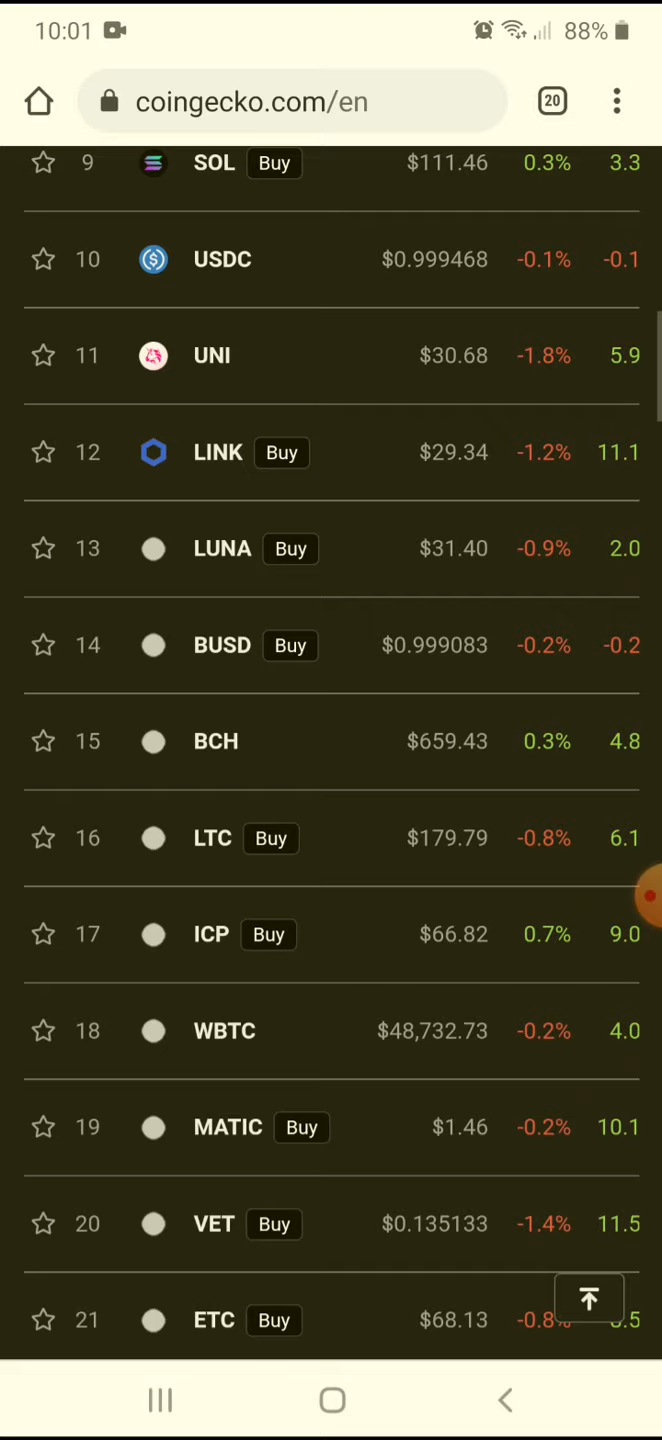 10:01 88%
coingecko.com/en 20
9 SOL Buy $111.46 0.3% 3.3
10 USDC $0.999468 -0.1% -0.1
11 UNI $30.68 -1.8% 5.9
12 LINK Buy $29.34 -1.2% 11.1
13 LUNA Buy $31.40 -0.9% 2.0
14 BUSD Buy $0.999083 -0.2% -0.2
15 BCH $659.43 0.3% 4.8
16 LTC Buy $179.79 -0.8% 6.1
17 ICP Buy $66.82 0.7% 9.0
18 WBTC $48,732.73 -0.2% 4.0
19 MATIC Buy $1.46 -0.2% 10.1
20 VET Buy $0.135133 -1.4% 11.5
21 ETC Buy $68.13 -0.8%